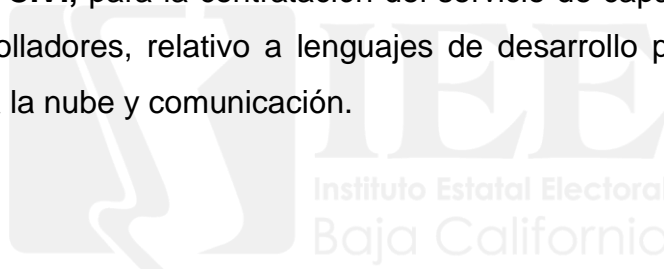 para la contratación del servicio de
olladores, relativo a lenguajes de desarrollo
la nube y comunicación.
IEE
Instituto Estatal Electoral
Baja California